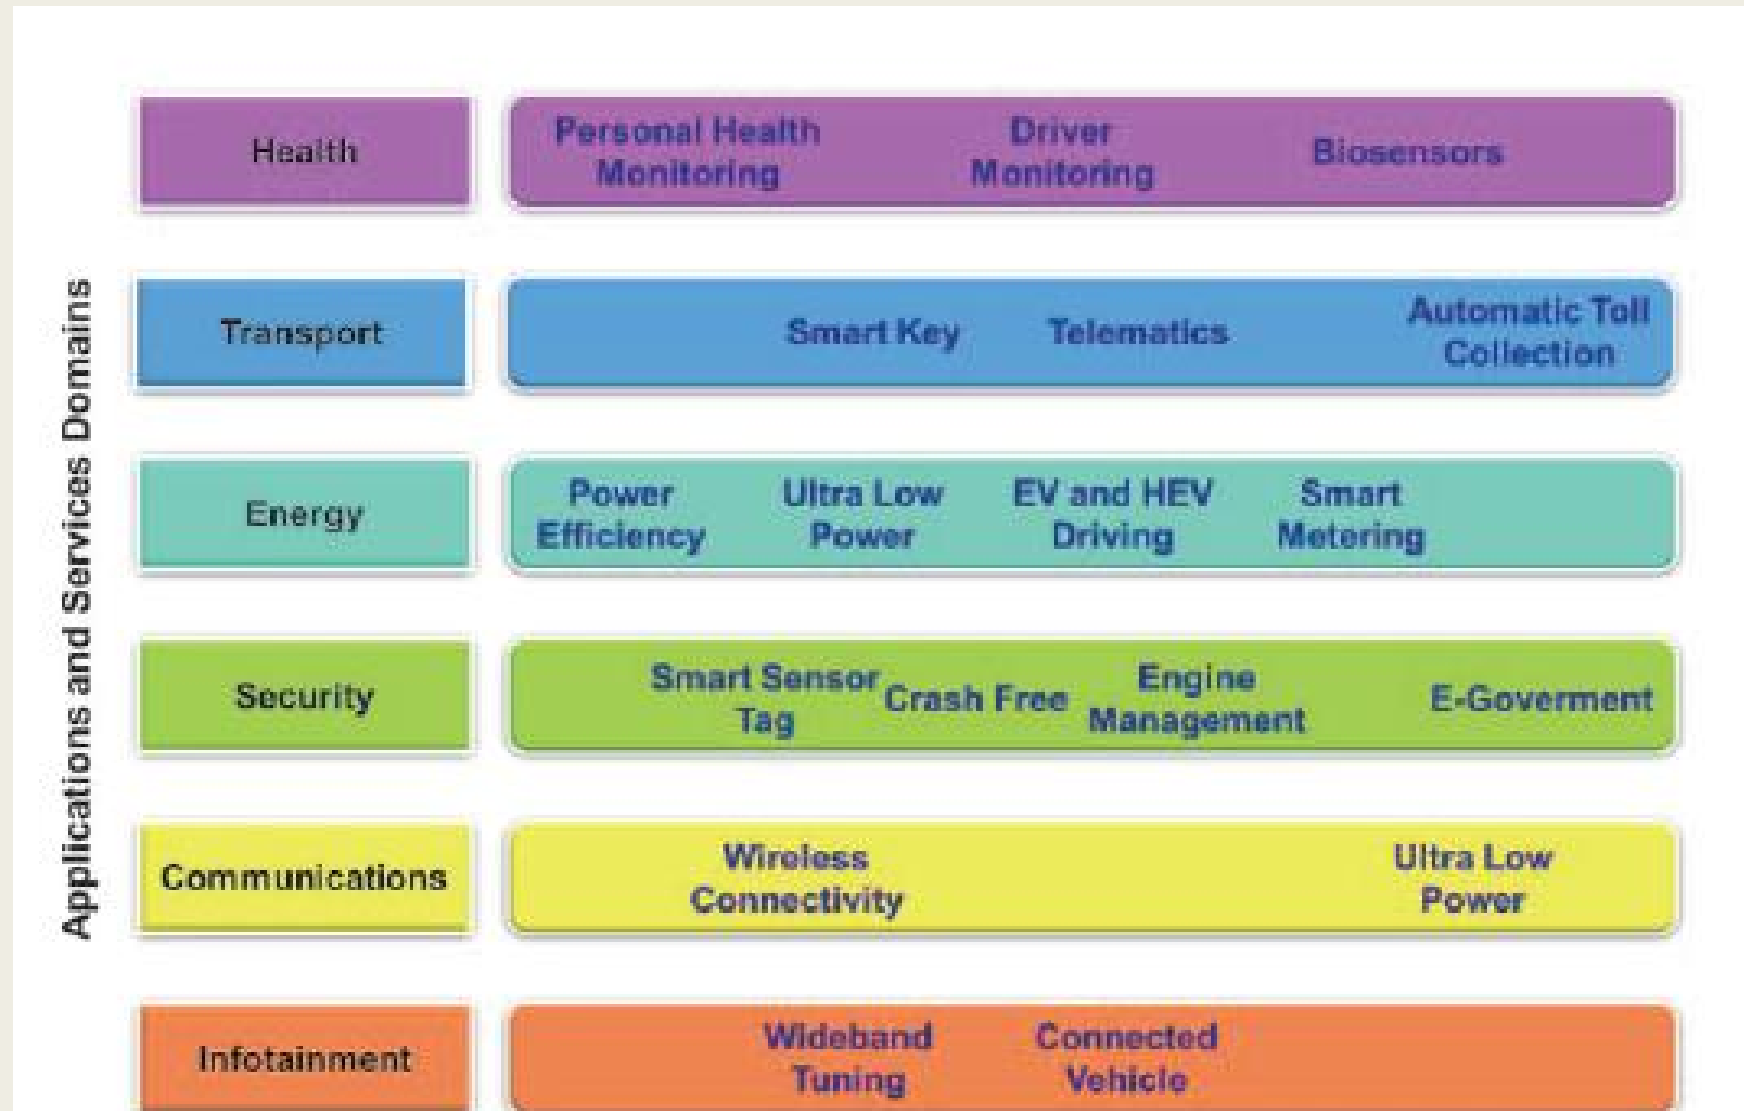 Applications and Services Domains
Health
Personal Health
Monitoring
Driver
Monitoring
Biosensors
Transport
Smart Key
Telematics
Automatic Toll
Collection
Energy
Power
Efficiency
Ultra Low
Power
EV and HEV
Driving
Smart
Metering
Security
Smart Sensor
Tag
Crash Free
Engine
Management
E-Goverment
Communications
Wireless
Connectivity
Ultra Low
Power
Infotainment
Wideband
Tuning
Connected
Vehicle